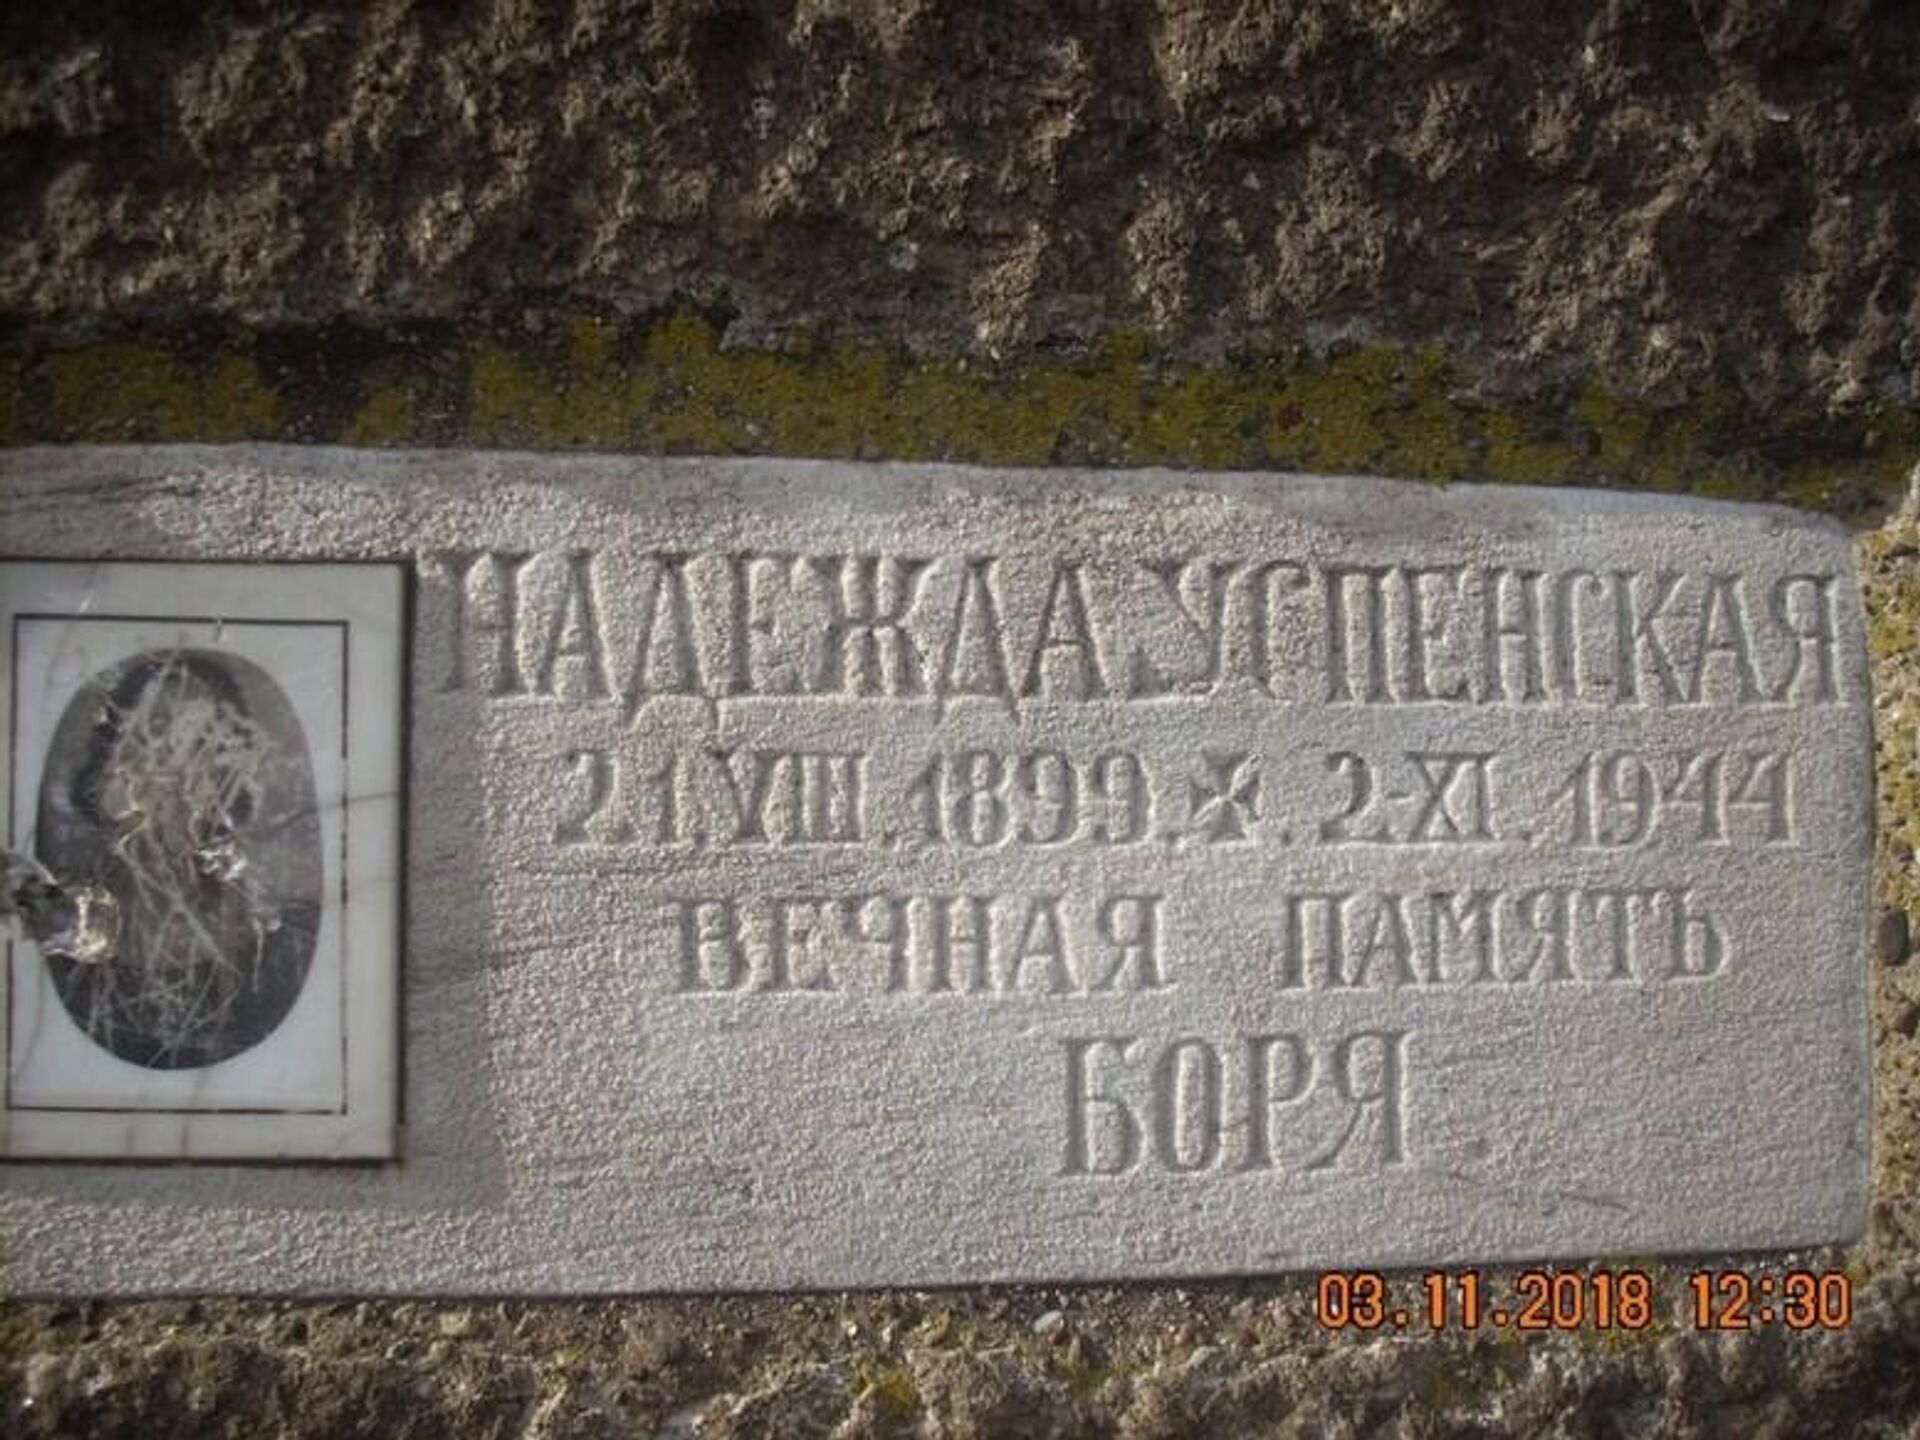 НАДЕЖДА УСПЕНСКАЯ
21.VIII.1899.✠.2-XI.1944
ВЕЧНАЯ ПАМЯТЬ
БОРЯ
03.11.2018 12:30